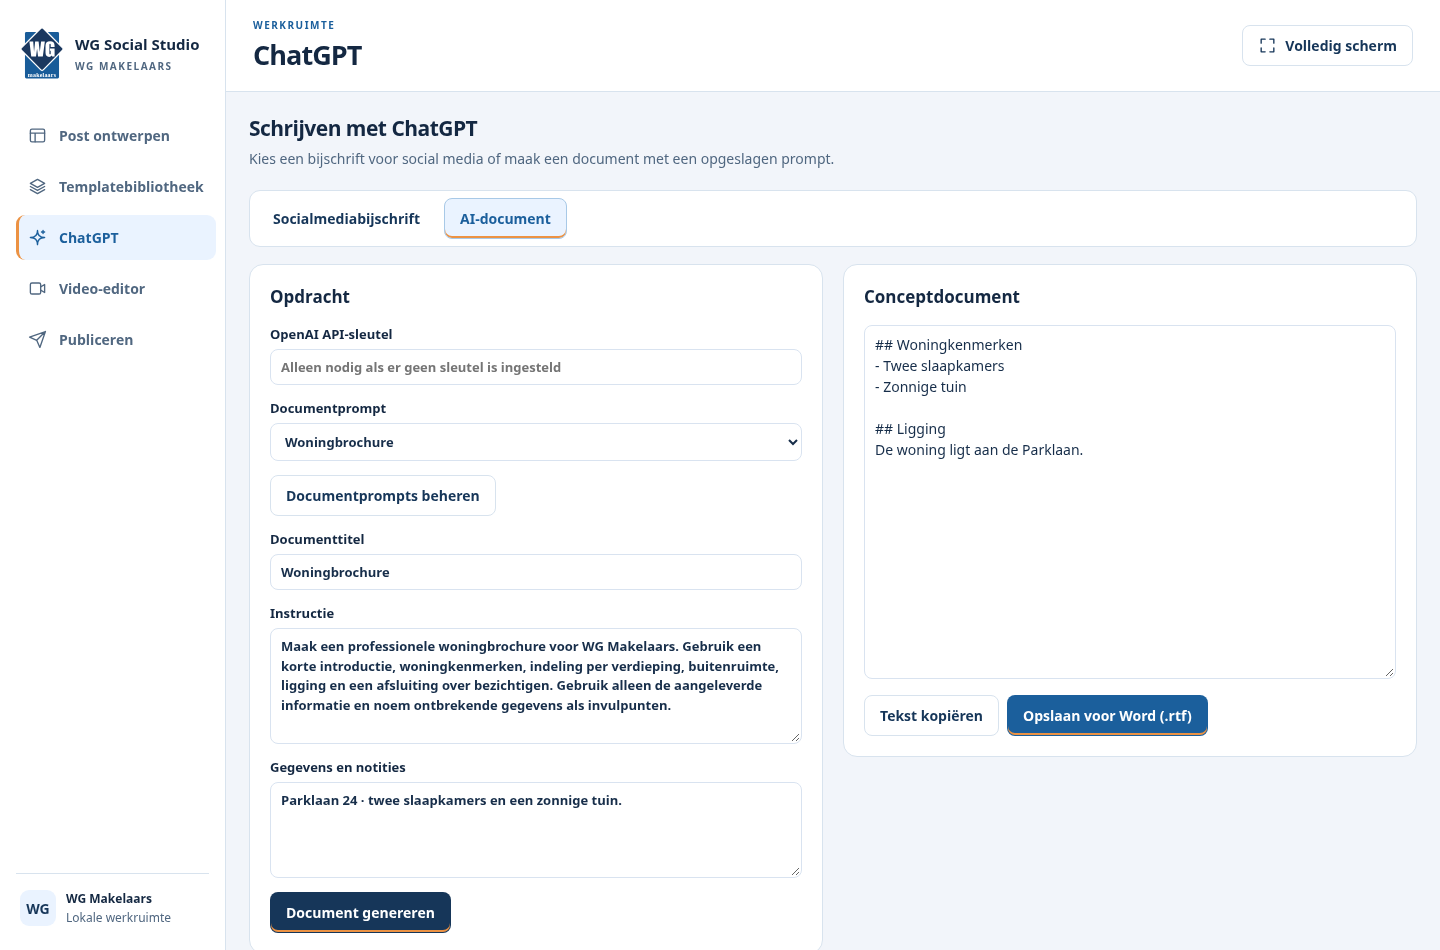 WG
makelaars
WG Social Studio
WG MAKELAARS
Post ontwerpen
Templatebibliotheek
ChatGPT
Video-editor
Publiceren
WG
WG Makelaars
Lokale werkruimte
WERKRUIMTE
ChatGPT
Volledig scherm
Schrijven met ChatGPT
Kies een bijschrift voor social media of maak een document met een opgeslagen prompt.
Socialmediabijschrift
AI-document
Opdracht
OpenAI API-sleutel
Alleen nodig als er geen sleutel is ingesteld
Documentprompt
Woningbrochure
Documentprompts beheren
Documenttitel
Woningbrochure
Instructie
Maak een professionele woningbrochure voor WG Makelaars. Gebruik een
korte introductie, woningkenmerken, indeling per verdieping, buitenruimte,
ligging en een afsluiting over bezichtigen. Gebruik alleen de aangeleverde
informatie en noem ontbrekende gegevens als invulpunten.
Gegevens en notities
Parklaan 24 · twee slaapkamers en een zonnige tuin.
Document genereren
Conceptdocument
## Woningkenmerken
- Twee slaapkamers
- Zonnige tuin
## Ligging
De woning ligt aan de Parklaan.
Tekst kopiëren
Opslaan voor Word (.rtf)